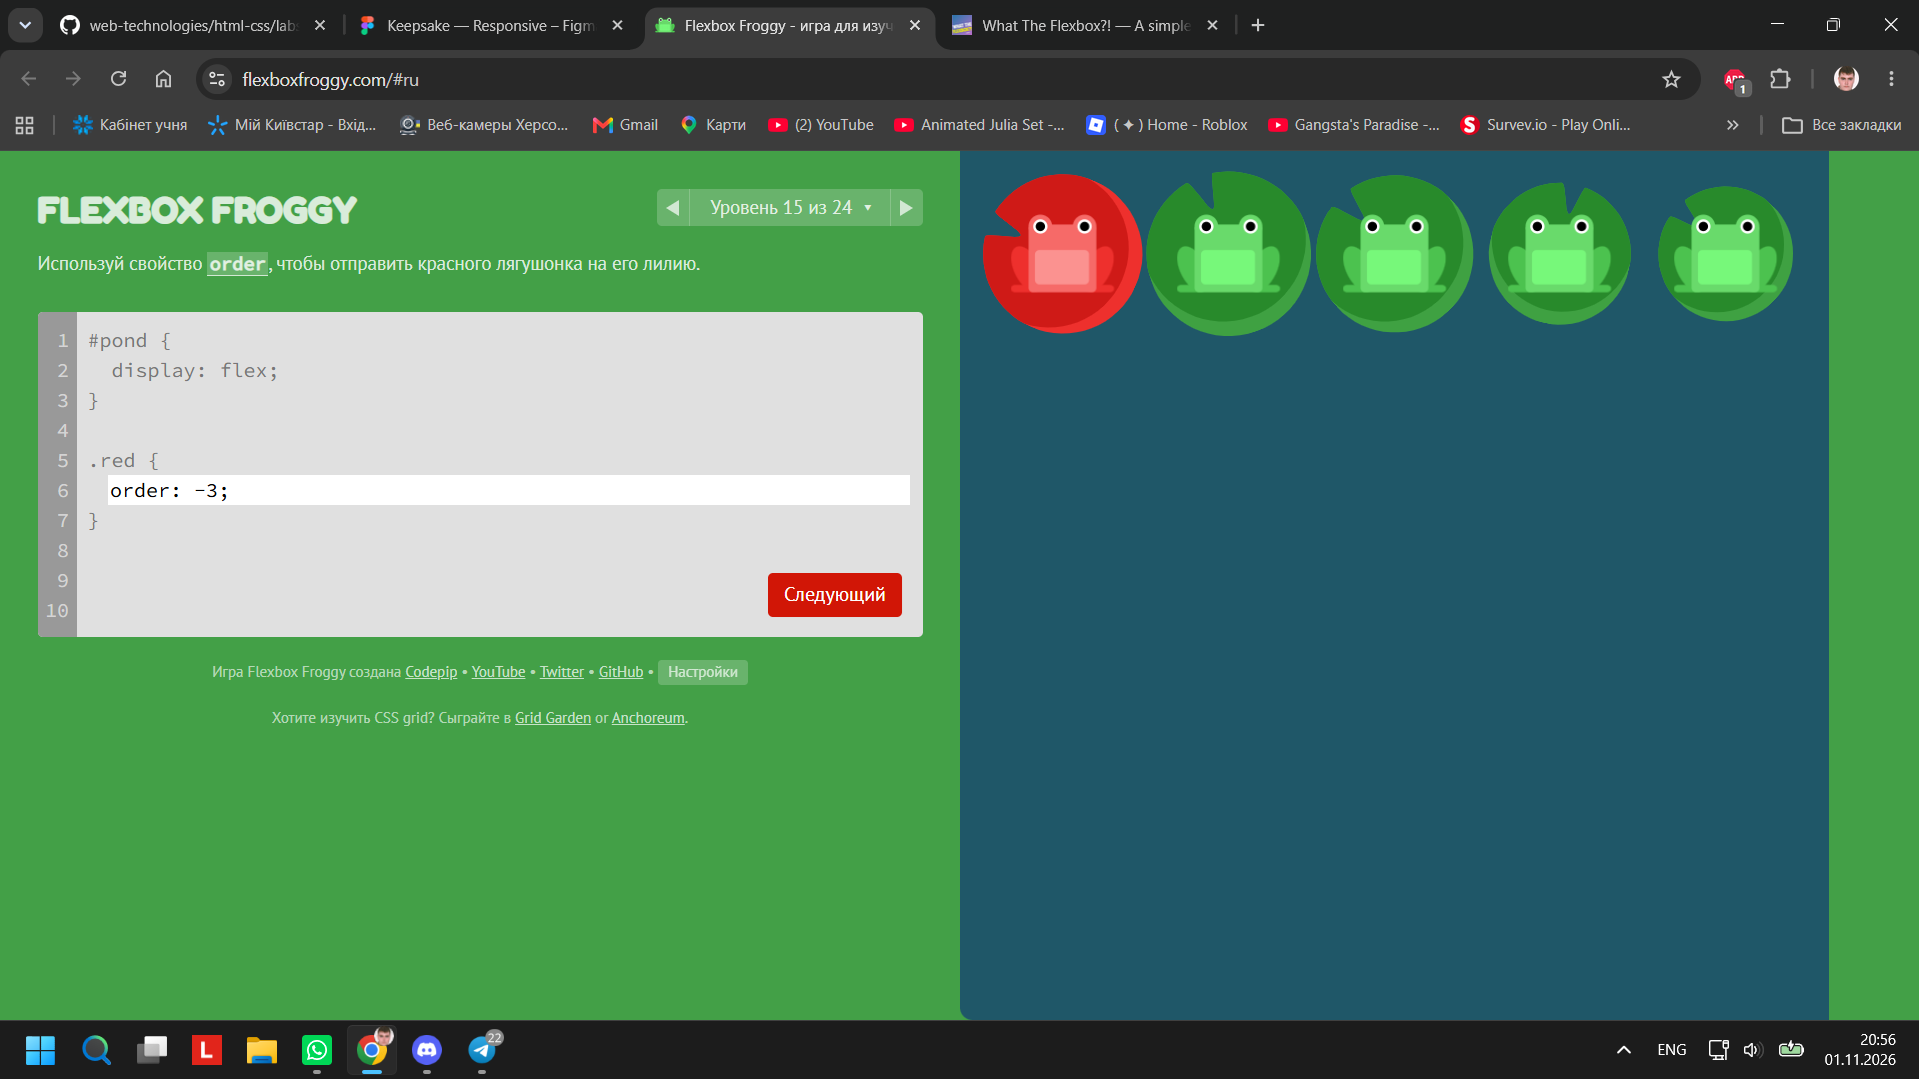 web-technologies/html-css/lab
Keepsake — Responsive – Figm
Flexbox Froggy - игра для изуч
What The Flexbox?! — A simple
flexboxfroggy.com/#ru
ABP
1
Кабінет учня
Мій Київстар - Вхід...
Веб-камеры Херсо...
Gmail
Карти
(2) YouTube
Animated Julia Set -...
( ✦ ) Home - Roblox
Gangsta's Paradise -...
Survev.io - Play Onli...
»
Все закладки
FLEXBOX FROGGY
Уровень 15 из 24
Используй свойство order, чтобы отправить красного лягушонка на его лилию.
1 #pond {
2 display: flex;
3 }
4
5 .red {
6 order: -3;
7 }
8
9
10
Следующий
Игра Flexbox Froggy создана Codepip • YouTube • Twitter • GitHub • Настройки
Хотите изучить CSS grid? Сыграйте в Grid Garden or Anchoreum.
L
22
ENG
20:56
01.11.2026